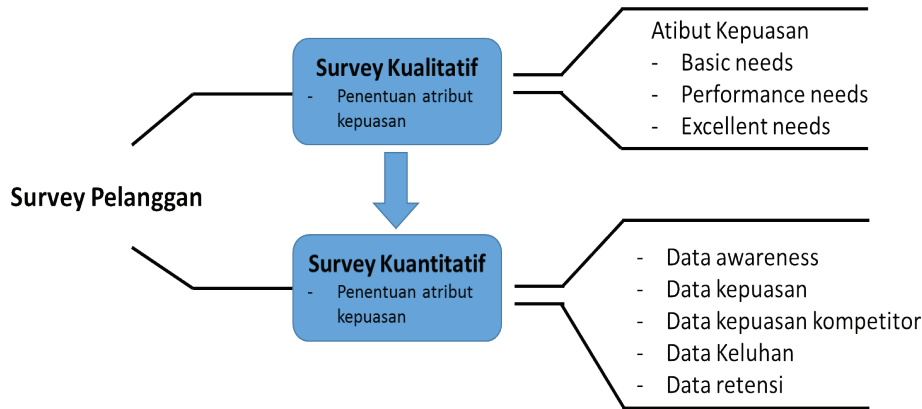 Survey Pelanggan
Survey Kualitatif
- Penentuan atribut
kepuasan
Atibut Kepuasan
- Basic needs
- Performance needs
- Excellent needs
Survey Kuantitatif
- Penentuan atribut
kepuasan
- Data awareness
- Data kepuasan
- Data kepuasan kompetitor
- Data Keluhan
- Data retensi